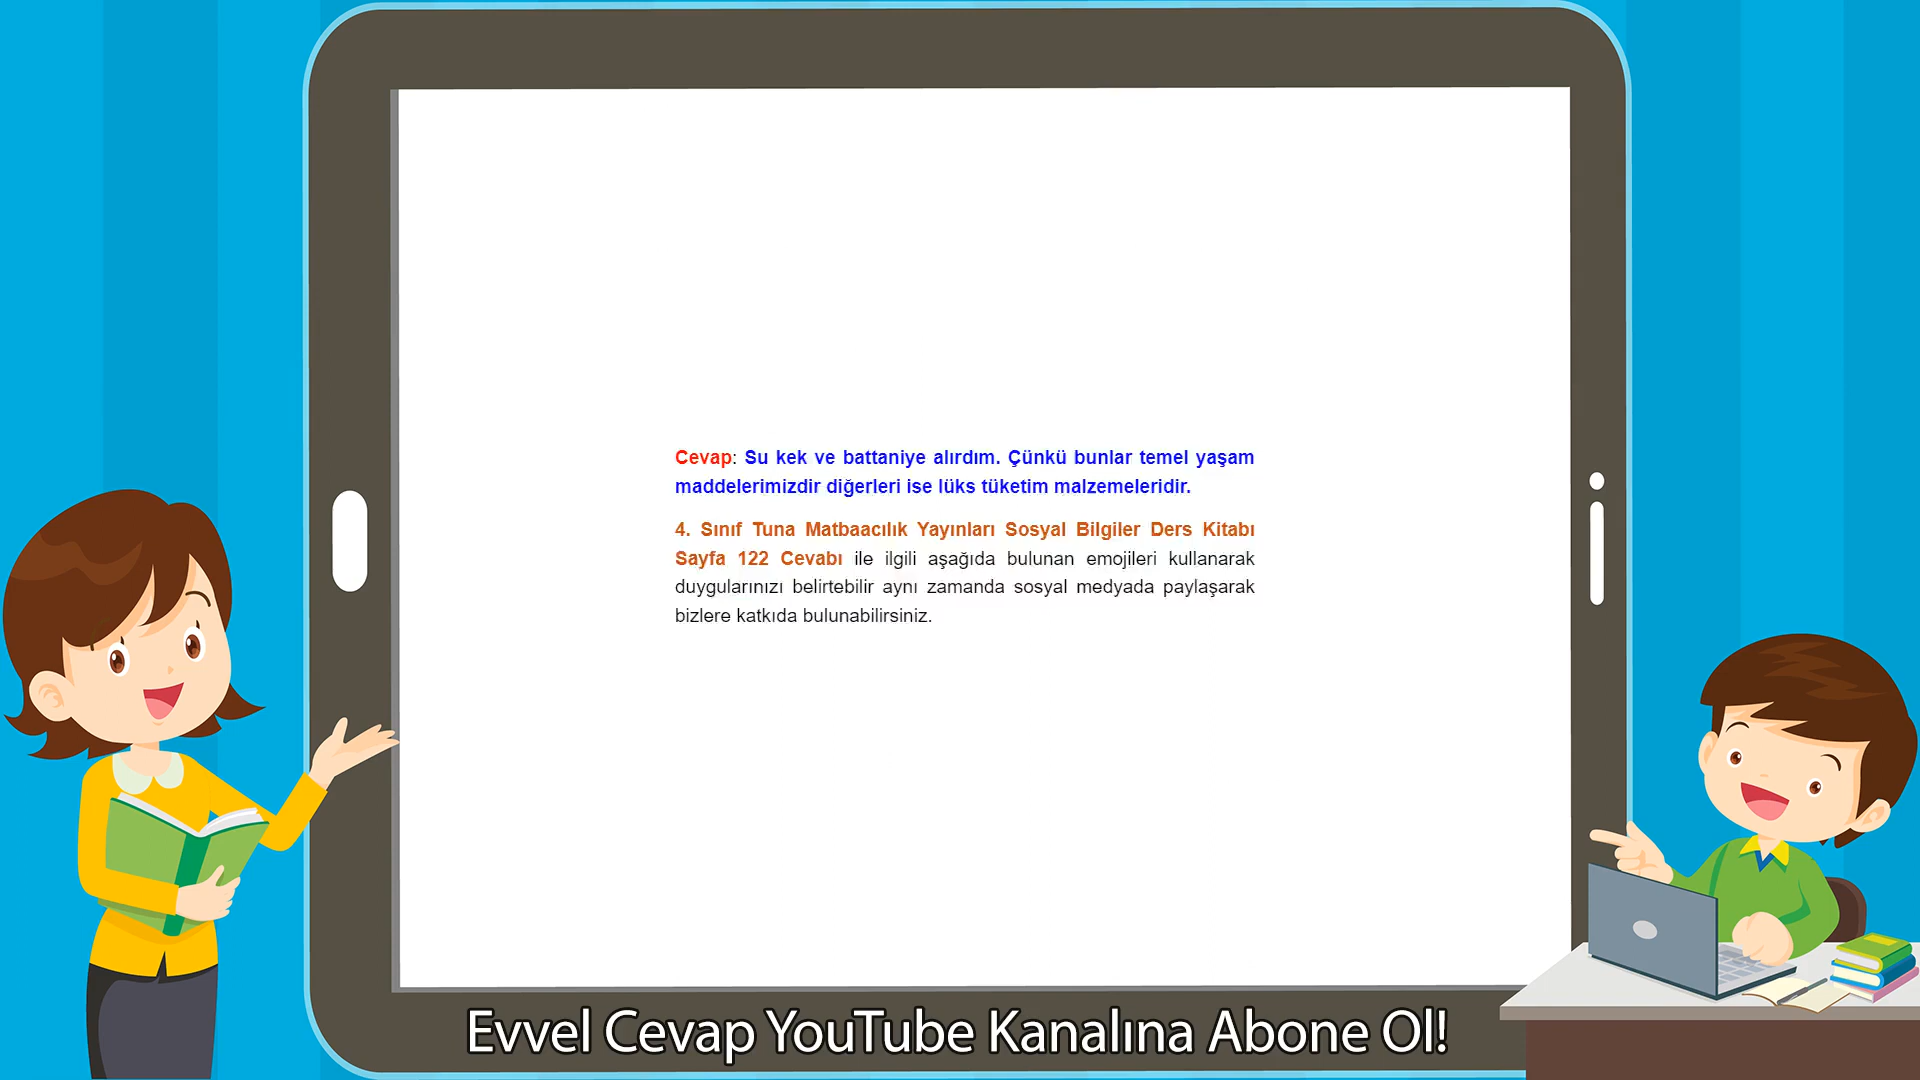 Cevap: Su kek ve battaniye alırdım. Çünkü bunlar temel yaşam
maddelerimizdir diğerleri ise lüks tüketim malzemeleridir.
4. Sınıf Tuna Matbaacılık Yayınları Sosyal Bilgiler Ders Kitabı
Sayfa 122 Cevabı ile ilgili aşağıda bulunan emojileri kullanarak
duygularınızı belirtebilir aynı zamanda sosyal medyada paylaşarak
bizlere katkıda bulunabilirsiniz.
Evvel Cevap YouTube Kanalına Abone Ol!